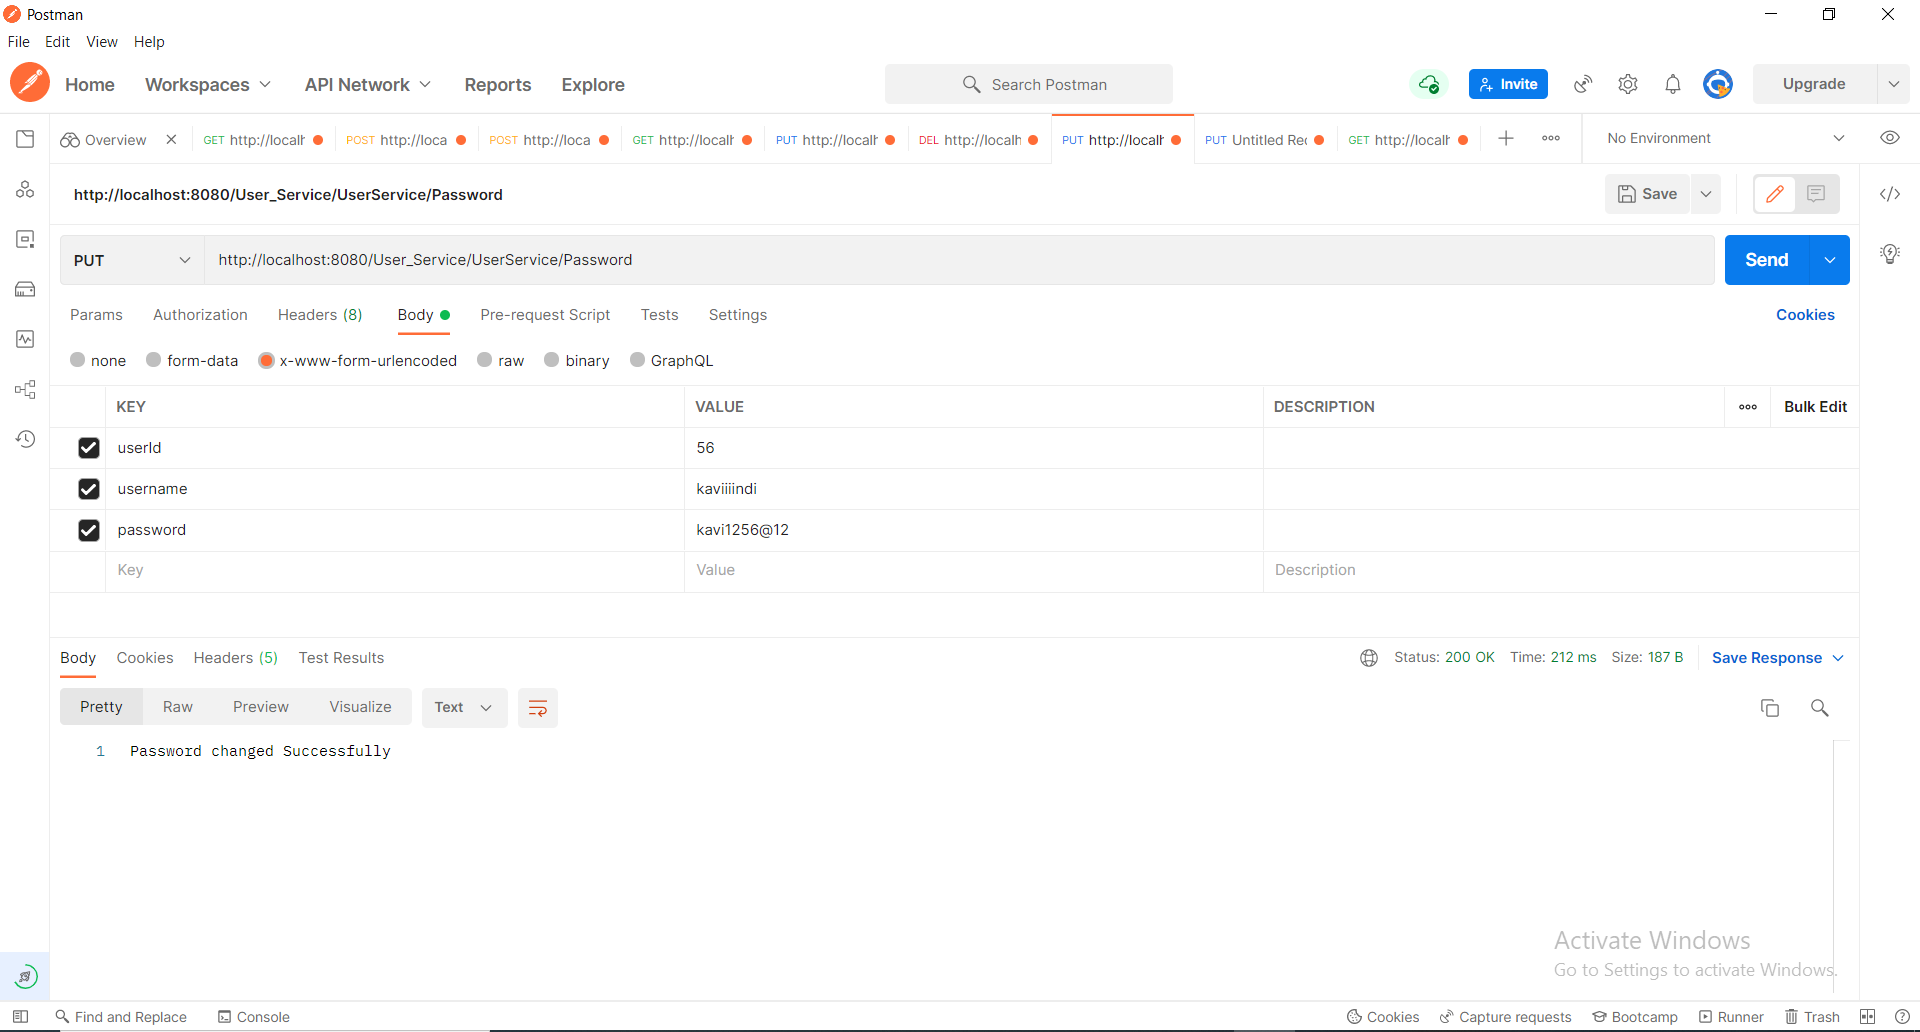 Postman
File Edit View Help
Home Workspaces API Network Reports Explore Search Postman Invite Upgrade
Overview GET http://localh POST http://loca POST http://loca GET http://localh PUT http://localh DEL http://localh PUT http://localh PUT Untitled Rec GET http://localh No Environment
http://localhost:8080/User_Service/UserService/Password Save
PUT http://localhost:8080/User_Service/UserService/Password Send
Params Authorization Headers (8) Body Pre-request Script Tests Settings Cookies
none form-data x-www-form-urlencoded raw binary GraphQL
KEY VALUE DESCRIPTION Bulk Edit
userId 56
username kaviiiindi
password kavi1256@12
Key Value Description
Body Cookies Headers (5) Test Results Status: 200 OK Time: 212 ms Size: 187 B Save Response
Pretty Raw Preview Visualize Text
1 Password changed Successfully
Activate Windows
Go to Settings to activate Windows.
Find and Replace Console Cookies Capture requests Bootcamp Runner Trash